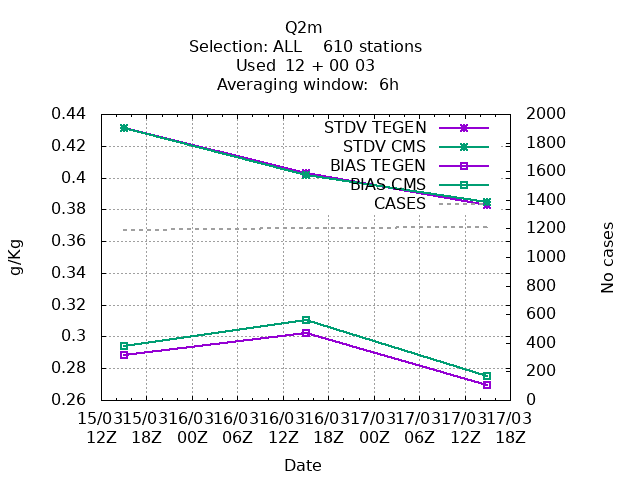 Q2m
Selection: ALL    610 stations
Used  12 + 00 03
Averaging window:  6h
0.44
0.42
0.4
0.38
0.36
0.34
0.32
0.3
0.28
0.26
2000
1800
1600
1400
1200
1000
800
600
400
200
0
STDV TEGEN
STDV CMS
BIAS TEGEN
BIAS CMS
CASES
g/Kg
No cases
15/03 15/03 16/03 16/03 16/03 16/03 17/03 17/03 17/03 17/03
12Z 18Z 00Z 06Z 12Z 18Z 00Z 06Z 12Z 18Z
Date